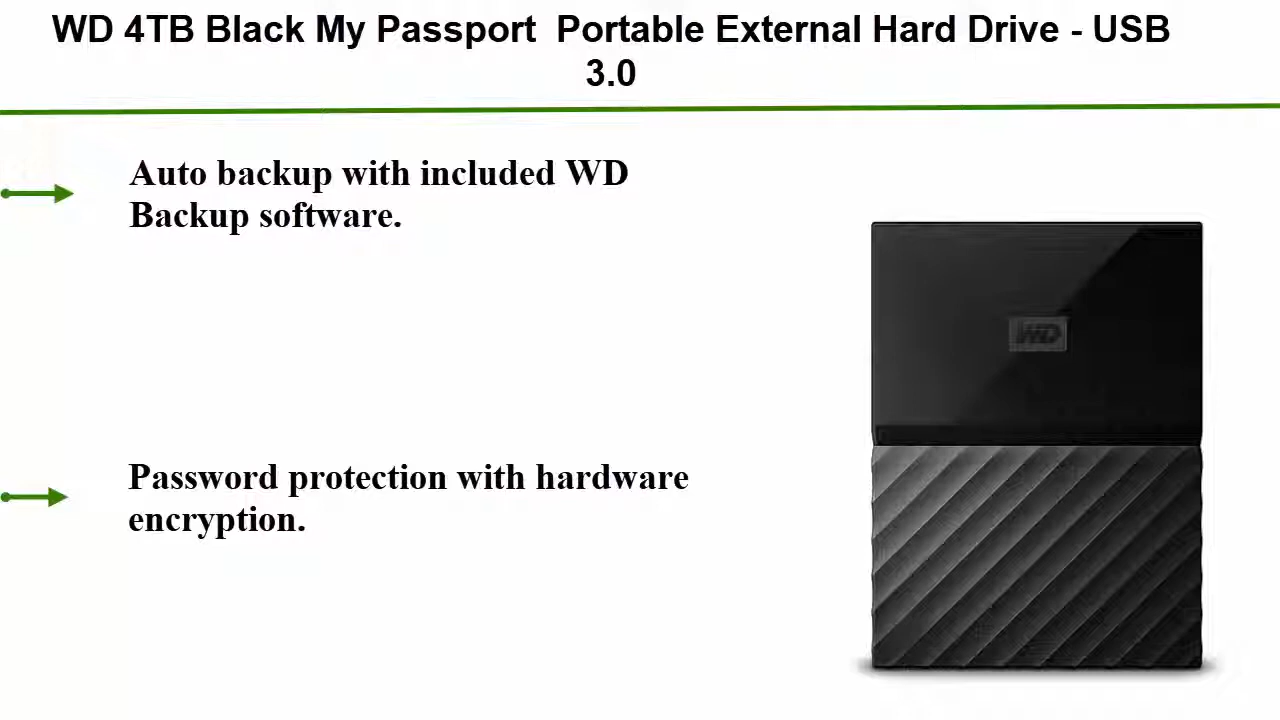 WD 4TB Black My Passport  Portable External Hard Drive - USB
3.0
Auto backup with included WD
Backup software.
WD
Password protection with hardware
encryption.